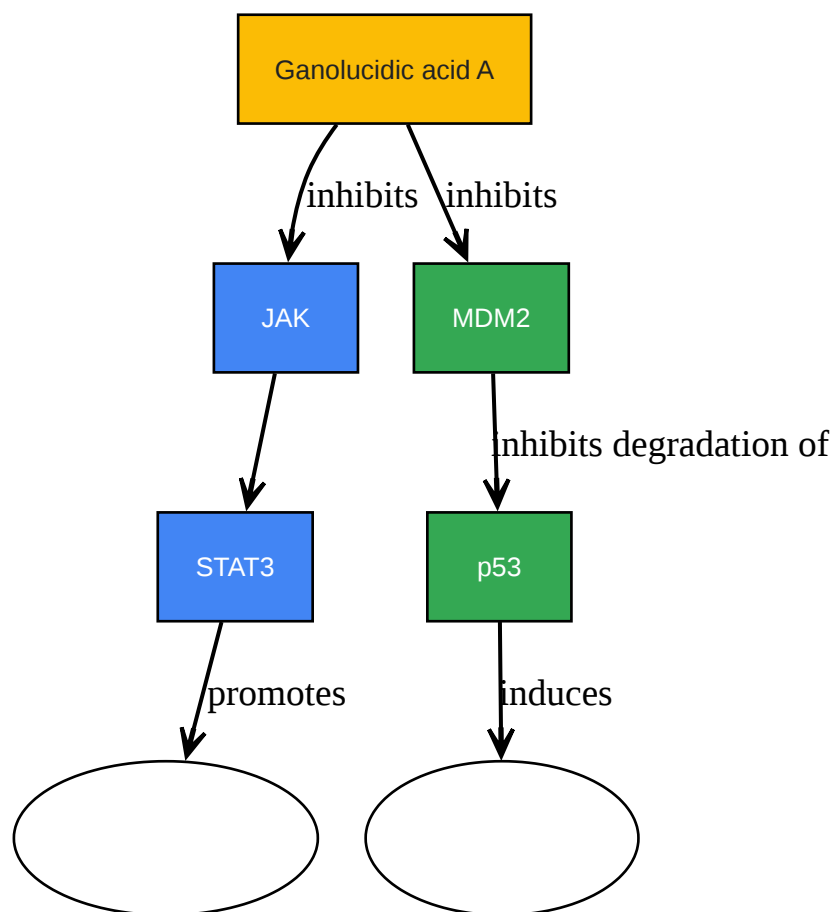 Ganolucidic acid A
inhibits
inhibits
JAK
MDM2
inhibits degradation of
STAT3
p53
promotes
induces